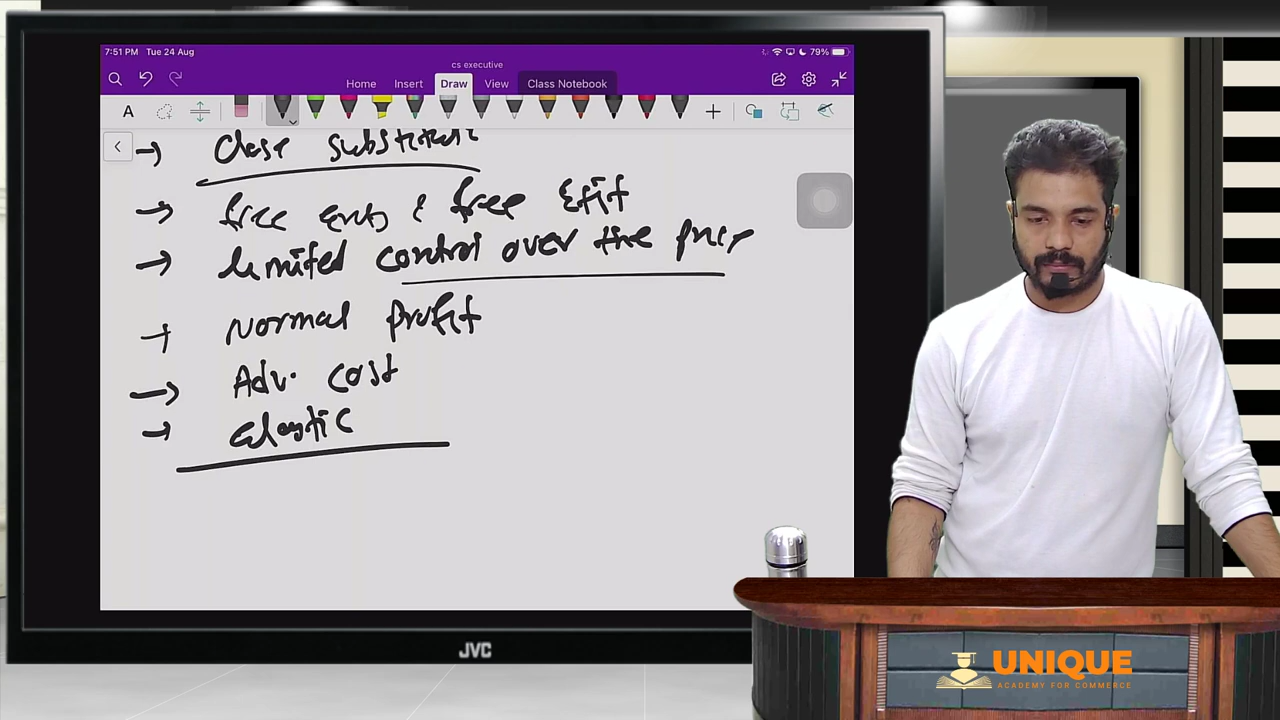 7:51 PM Tue 24 Aug
79%
cs executive
Home Insert Draw View Class Notebook
A
→ Close substitute
→ free entry & free Exit
→ Limited control over the price
→ Normal profit
→ Adv. cost
→ elastic
JVC
UNIQUE
ACADEMY FOR COMMERCE